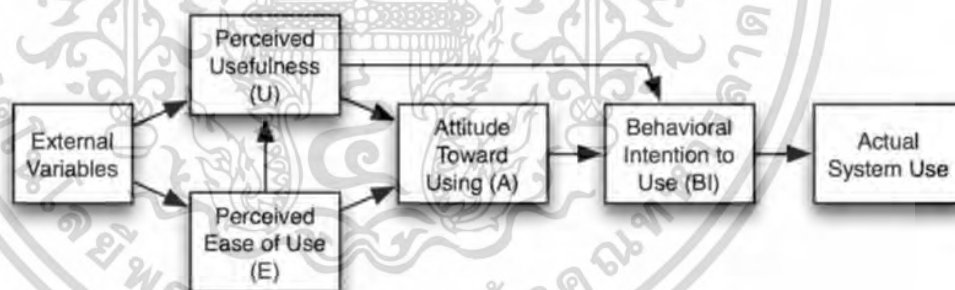 Perceived
Usefulness
(U)
External
Variables
Attitude
Toward
Using (A)
Behavioral
Intention to
Use (BI)
Actual
System Use
Perceived
Ease of Use
(E)